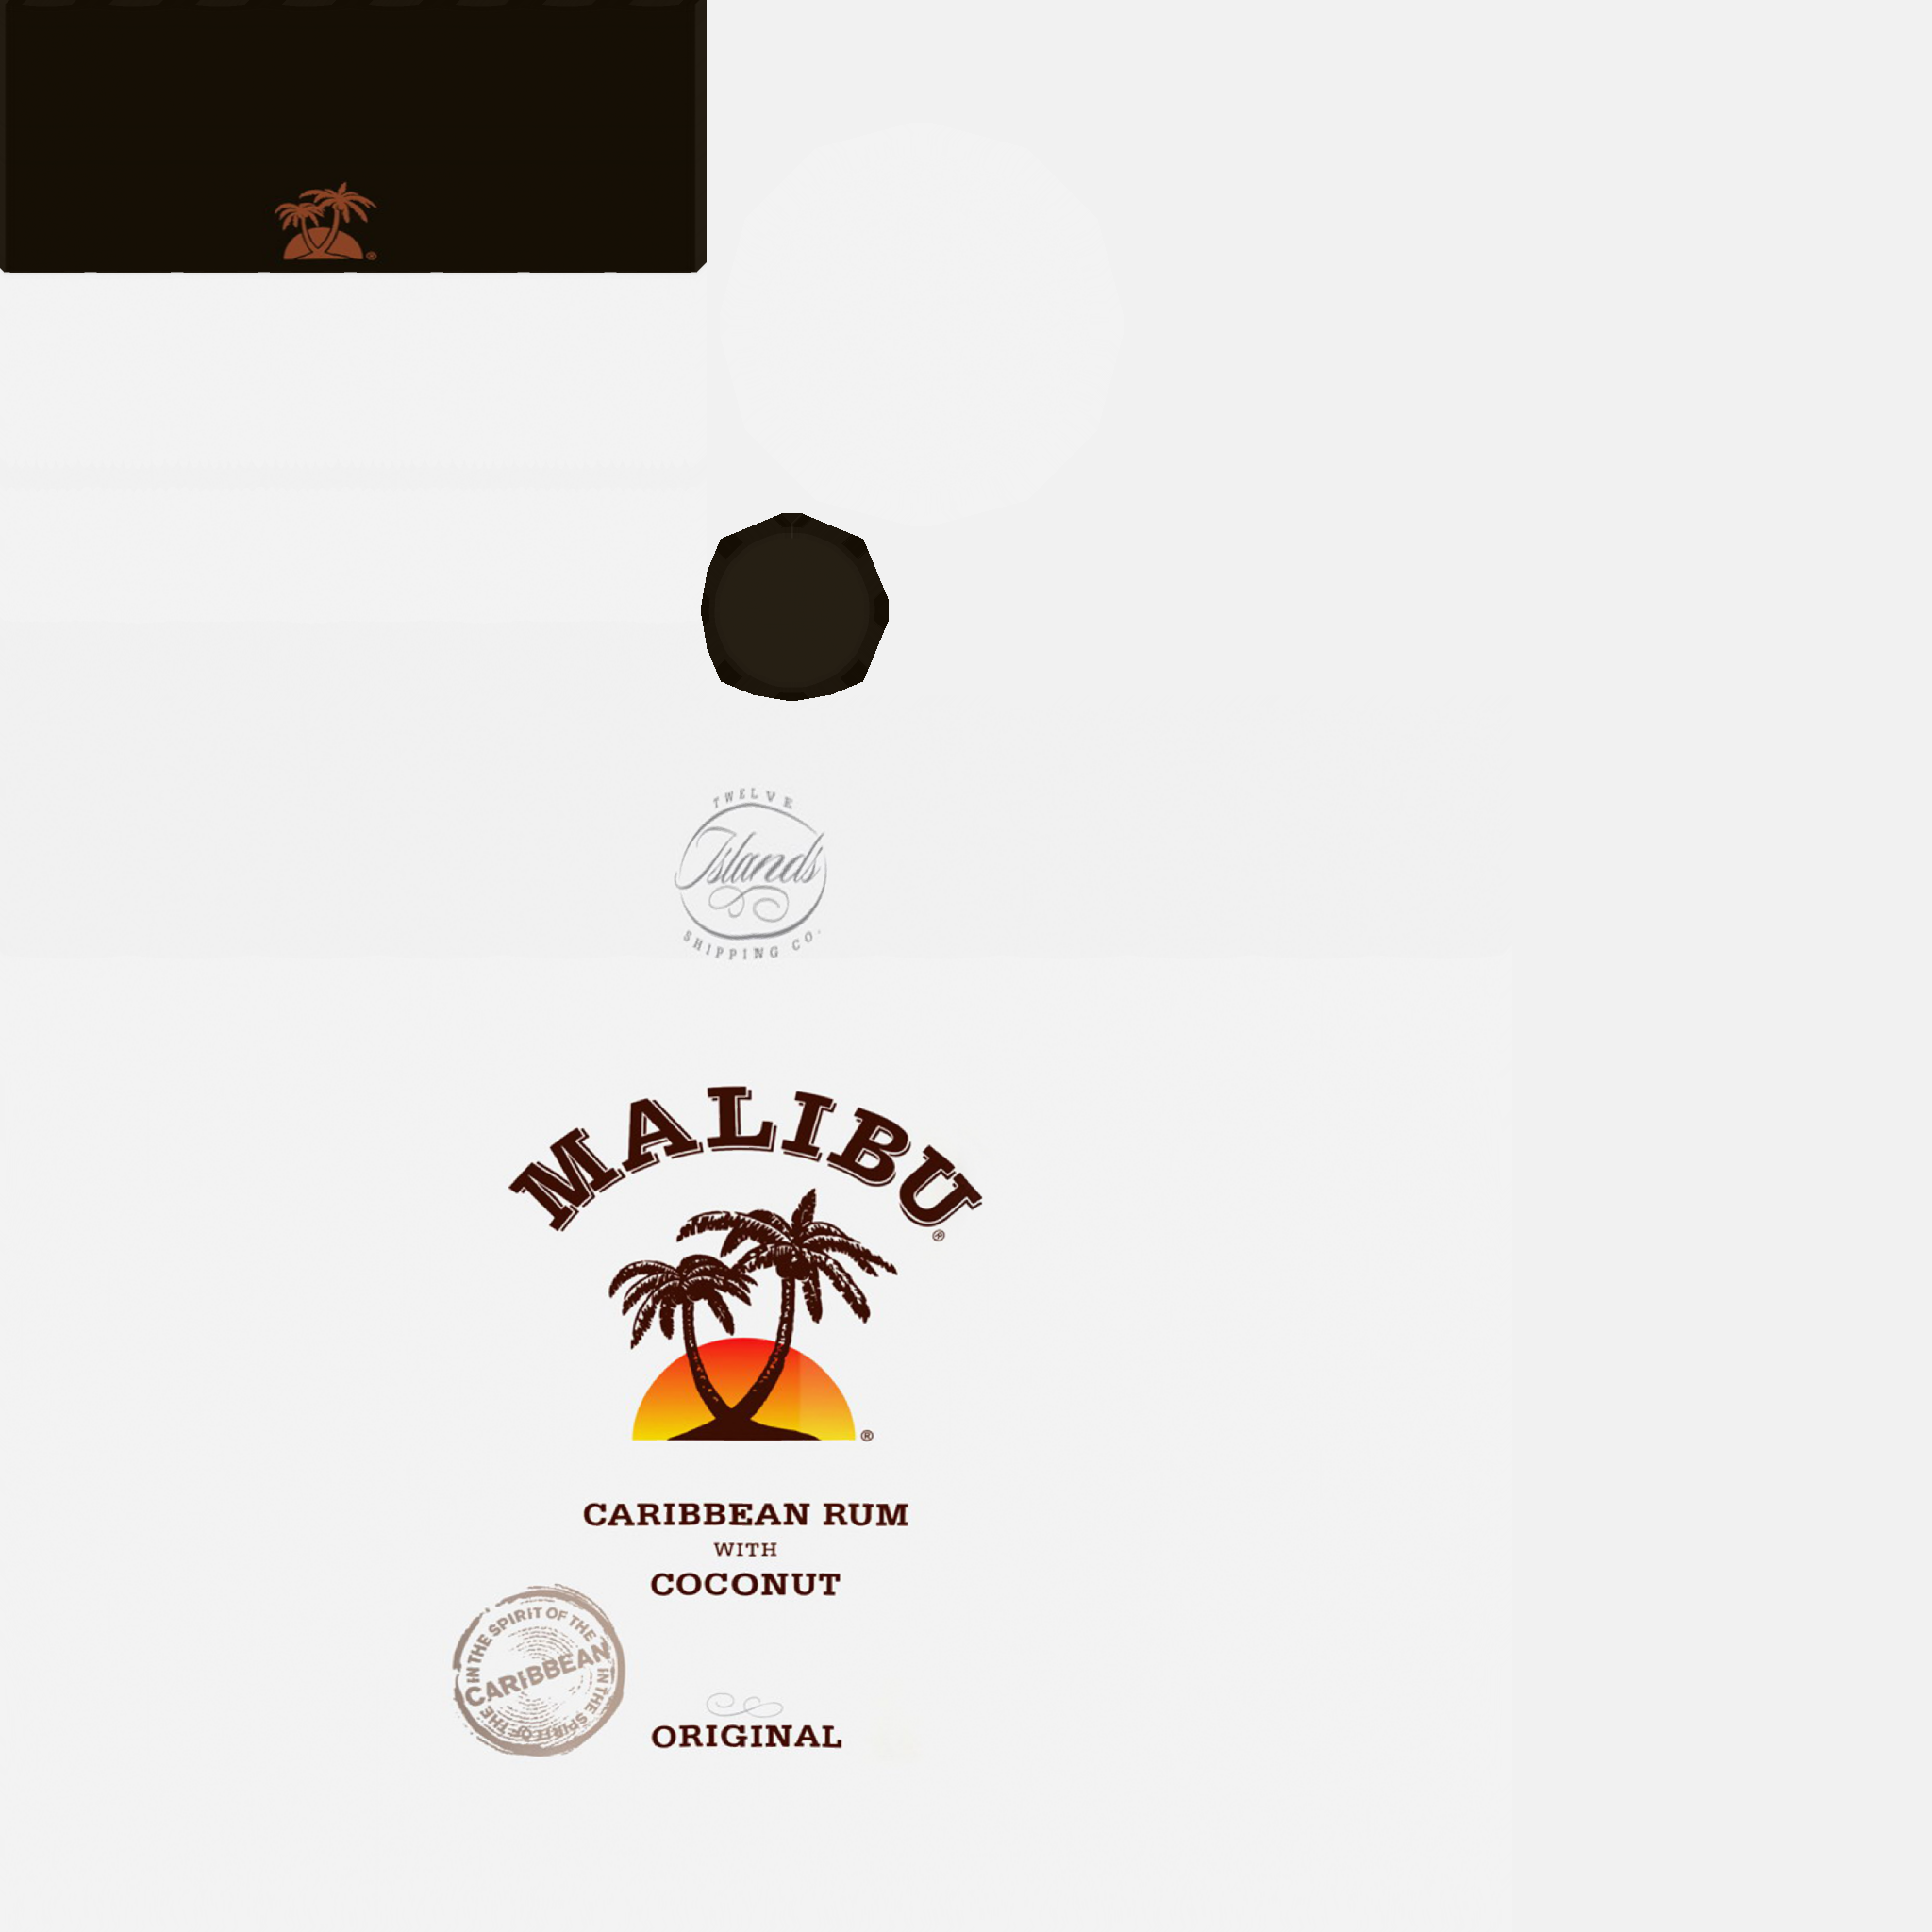 ®
TWELVE
Islands
SHIPPING CO.
MALIBU
®
®
CARIBBEAN RUM
WITH
COCONUT
IN THE SPIRIT OF THE
CARIBBEAN
IN THE SPIRIT OF THE
ORIGINAL